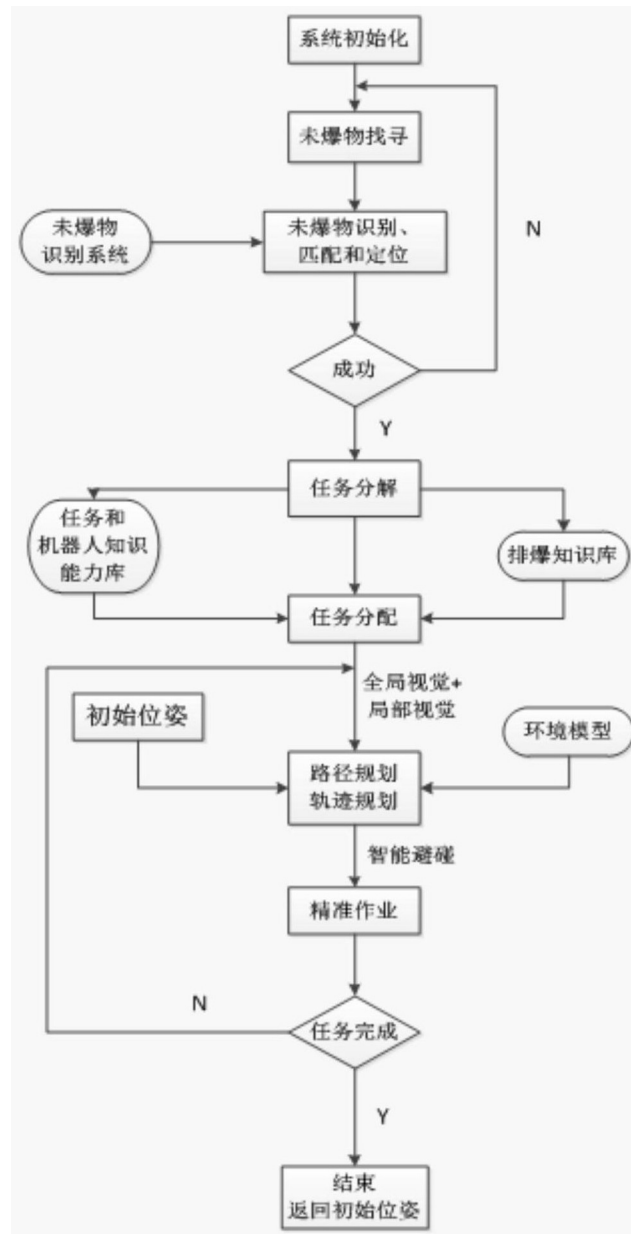 系统初始化
未爆物找寻
未爆物
识别系统
未爆物识别、
匹配和定位
N
成功
Y
任务分解
任务和
机器人知识
能力库
排爆知识库
任务分配
全局视觉+
局部视觉
初始位姿
环境模型
路径规划
轨迹规划
智能避碰
精准作业
N
任务完成
Y
结束
返回初始位姿